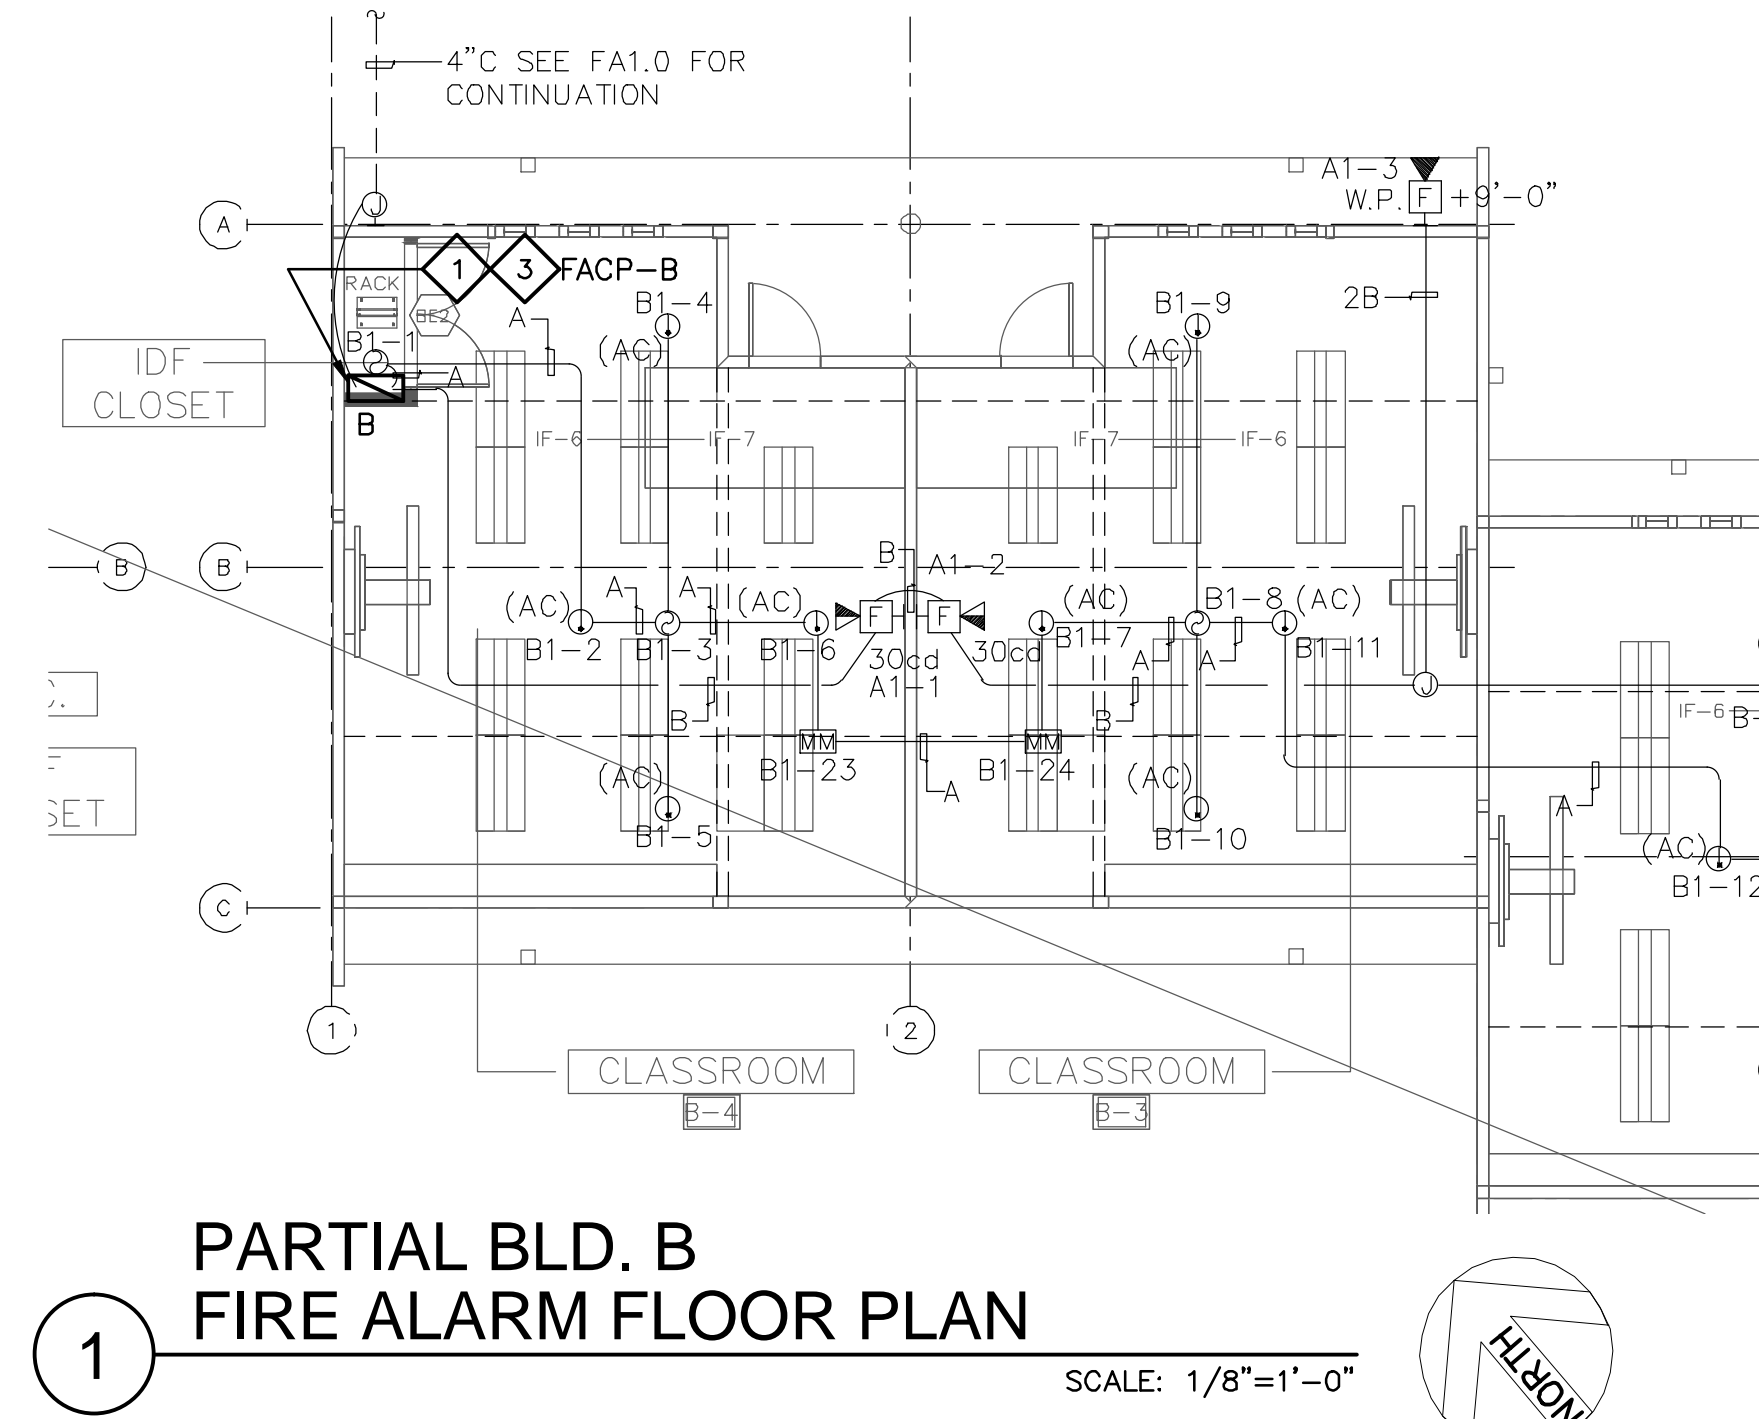 4"C SEE FA1.0 FOR
CONTINUATION
A1-3
W.P. F +9'-0"
J
A
1
3
FACP-B
RACK
BE2
B1-4
B1-9
2B
A
B1-1
(AC)
(AC)
IDF
CLOSET
A
B
IF-6
IF-7
IF-7
IF-6
B
B
B
A1-2
A
A
(AC)
(AC)
(AC)
B1-8
(AC)
F
F
B1-2
B1-3
B1-6
30cd
30cd
B1-7
A
A
B1-11
A1-1
J
B
B
IF-6
B-
MM
MM
(AC)
B1-23
B1-24
(AC)
A
A
B1-5
B1-10
(AC)
B1-12
C.
SET
C
1
2
CLASSROOM
CLASSROOM
B-4
B-3
PARTIAL BLD. B
FIRE ALARM FLOOR PLAN
1
SCALE: 1/8"=1'-0"
NORTH